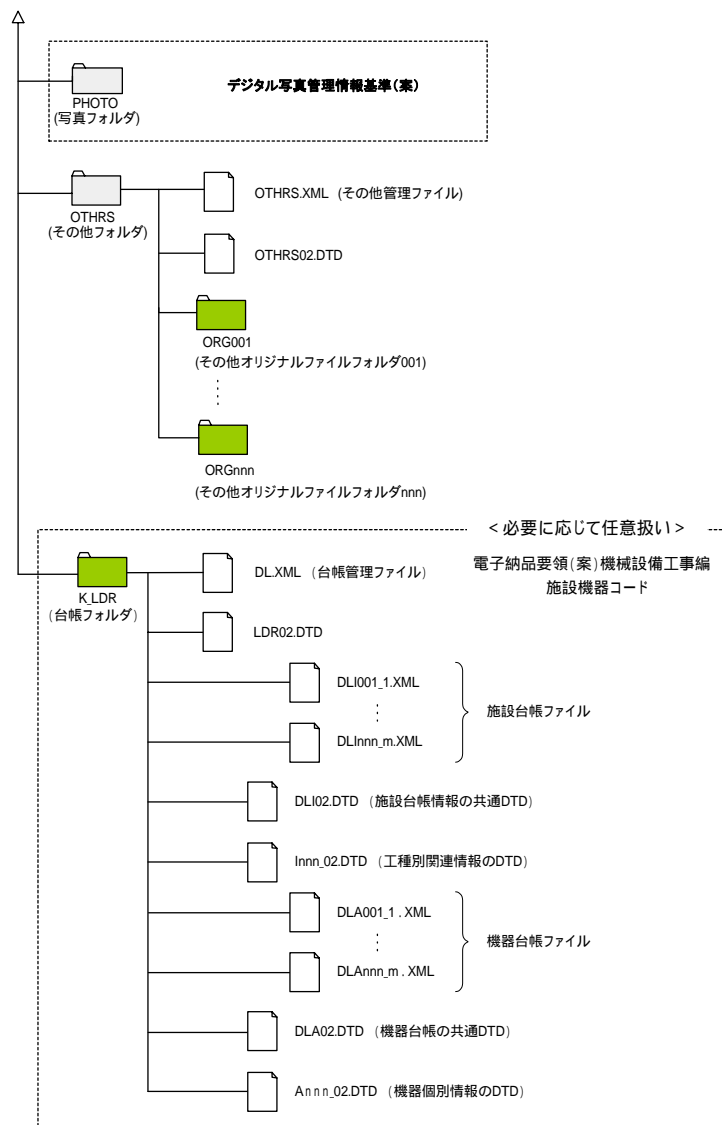 デジタル写真管理情報基準(案)
PHOTO
(写真フォルダ)
OTHRS.XML (その他管理ファイル)
OTHRS
(その他フォルダ)
OTHRS02.DTD
ORG001
(その他オリジナルファイルフォルダ001)
ORGnnn
(その他オリジナルファイルフォルダnnn)
<必要に応じて任意扱い>
電子納品要領(案)機械設備工事編
施設機器コード
K_LDR
(台帳フォルダ)
DL.XML (台帳管理ファイル)
LDR02.DTD
DLI001_1.XML
施設台帳ファイル
DLInnn_m.XML
DLI02.DTD (施設台帳情報の共通DTD)
Innn_02.DTD (工種別関連情報のDTD)
DLA001_1．XML
機器台帳ファイル
DLAnnn_m．XML
DLA02.DTD (機器台帳の共通DTD)
Annn_02.DTD (機器個別情報のDTD)